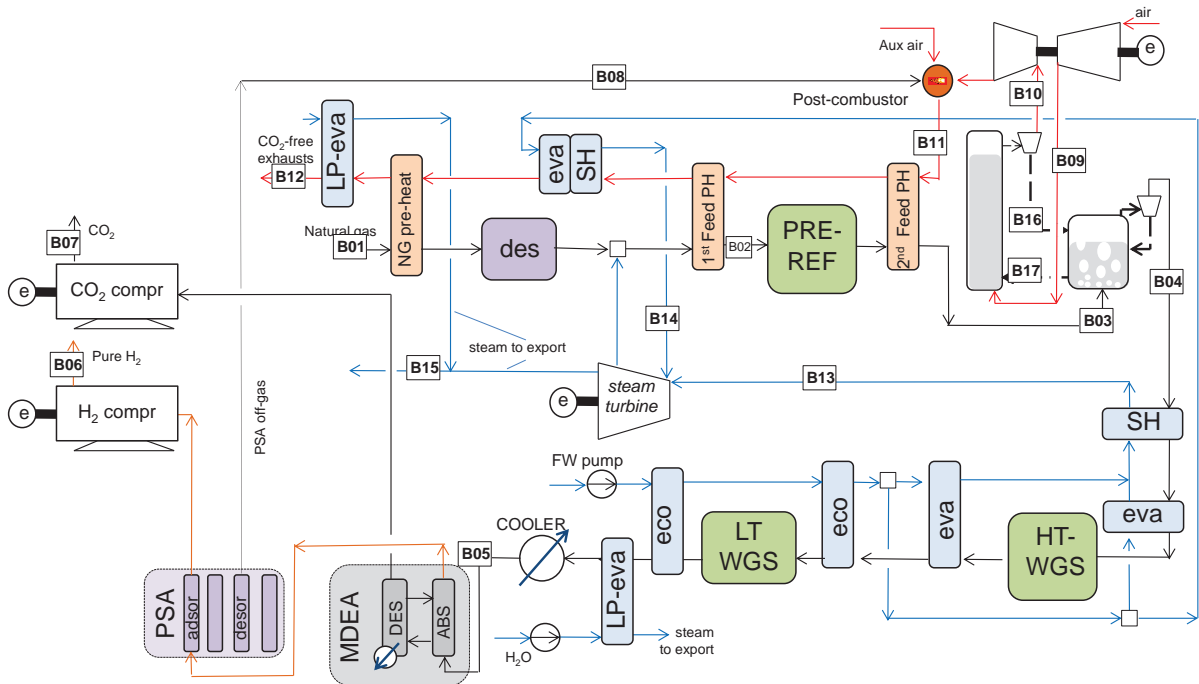 air
Aux air
e
B08
Post-combustor
B10
CO₂-free
exhausts
B12
LP-eva
eva
SH
B11
B09
B07
CO₂
Natural gas
B01
NG pre-heat
des
1st Feed PH
B02
PRE-
REF
2nd Feed PH
B16
B17
B03
B04
e
CO₂ compr
B14
steam to export
B15
B13
B06
Pure H₂
e
H₂ compr
PSA off-gas
e
steam
turbine
SH
FW pump
eco
eco
eva
eva
COOLER
B05
LT
WGS
HT-
WGS
LP-eva
PSA
adsor
desor
MDEA
DES
ABS
H₂O
steam
to export